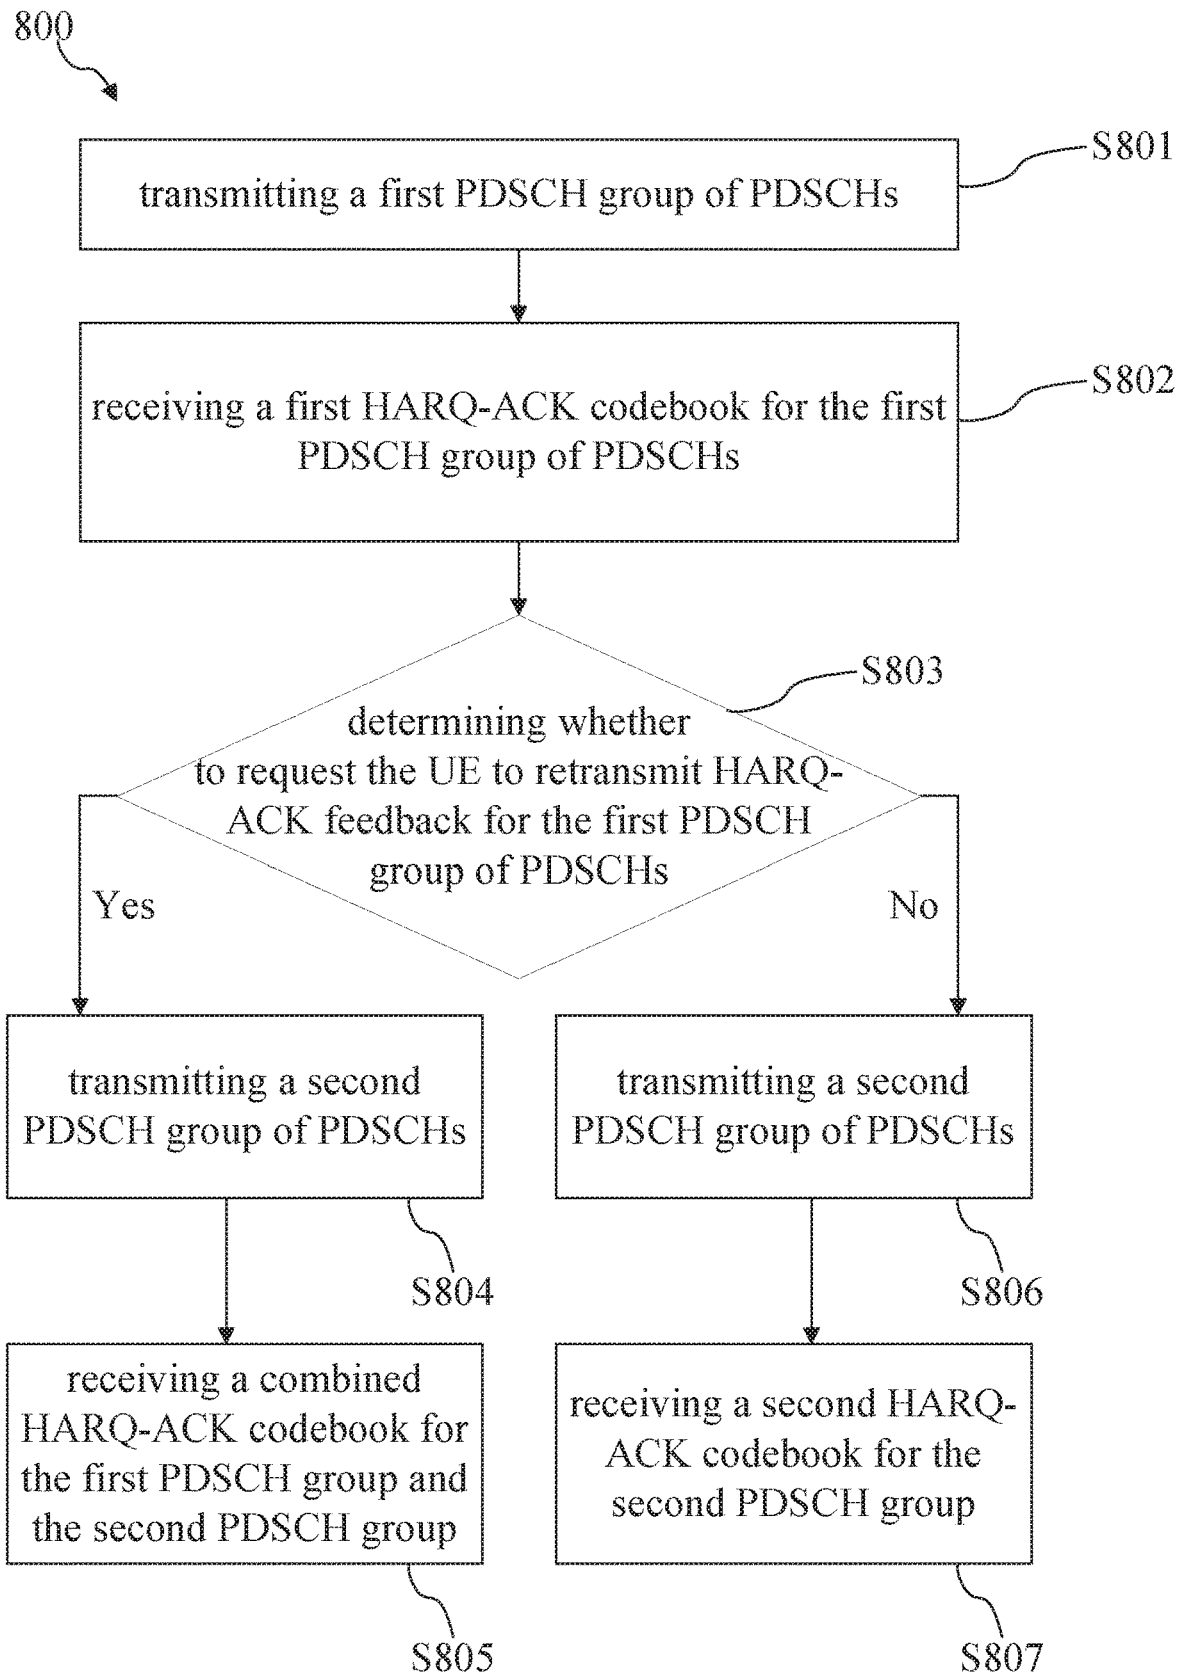 800
S801
transmitting a first PDSCH group of PDSCHs
S802
receiving a first HARQ-ACK codebook for the first
PDSCH group of PDSCHs
S803
determining whether
to request the UE to retransmit HARQ-
ACK feedback for the first PDSCH
group of PDSCHs
Yes
No
transmitting a second
PDSCH group of PDSCHs
S804
transmitting a second
PDSCH group of PDSCHs
S806
receiving a combined
HARQ-ACK codebook for
the first PDSCH group and
the second PDSCH group
S805
receiving a second HARQ-
ACK codebook for the
second PDSCH group
S807